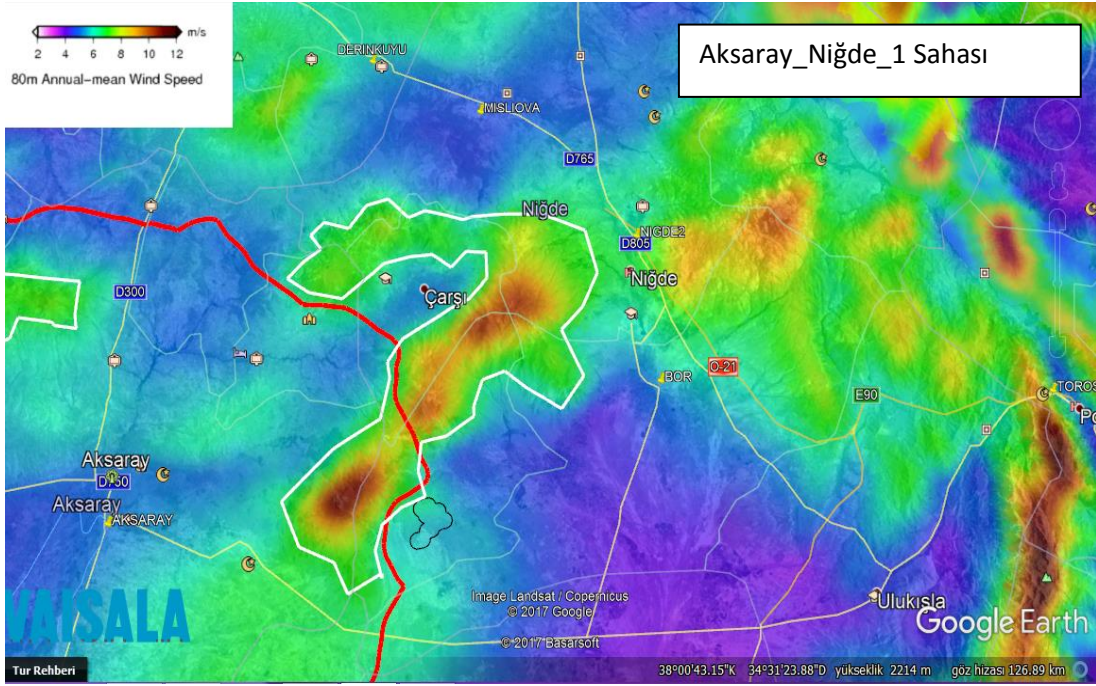 2 4 6 8 10 12 m/s
80m Annual-mean Wind Speed
Aksaray_Niğde_1 Sahası
DERINKUYU
MISLIOVA
D765
Niğde
NIGDE2
D805
Niğde
D300
Çarşı
O-21
BOR
E90
TOROS
Po
Aksaray
D750
Aksaray
AKSARAY
VAISALA
Image Landsat / Copernicus
© 2017 Google
© 2017 Basarsoft
Ulukışla
Google Earth
Tur Rehberi
38°00'43.15"K 34°31'23.88"D yükseklik 2214 m göz hizası 126.89 km